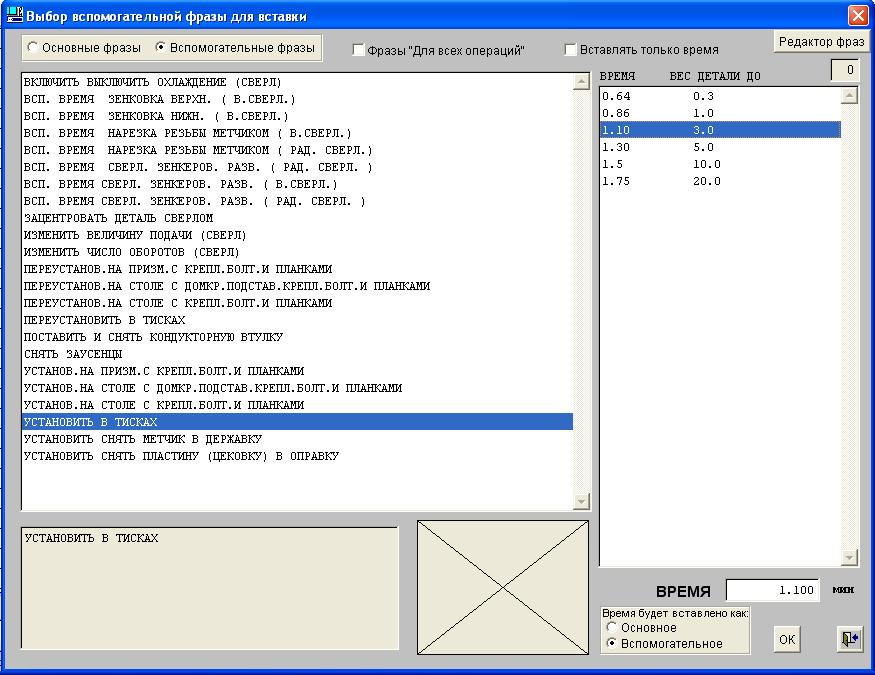 Выбор вспомогательной фразы для вставки
Основные фразы Вспомогательные фразы Фразы "Для всех операций" Вставлять только время Редактор фраз
0
ВКЛЮЧИТЬ ВЫКЛЮЧИТЬ ОХЛАЖДЕНИЕ (СВЕРЛ)
ВСП. ВРЕМЯ  ЗЕНКОВКА ВЕРХН. ( В.СВЕРЛ.)
ВСП. ВРЕМЯ  ЗЕНКОВКА НИЖН. ( В.СВЕРЛ.)
ВСП. ВРЕМЯ  НАРЕЗКА РЕЗЬБЫ МЕТЧИКОМ ( В.СВЕРЛ.)
ВСП. ВРЕМЯ  НАРЕЗКА РЕЗЬБЫ МЕТЧИКОМ ( РАД. СВЕРЛ.)
ВСП. ВРЕМЯ  СВЕРЛ. ЗЕНКЕРОВ. РАЗВ. ( РАД. СВЕРЛ. )
ВСП. ВРЕМЯ СВЕРЛ. ЗЕНКЕРОВ. РАЗВ. ( В.СВЕРЛ.)
ВСП. ВРЕМЯ СВЕРЛ. ЗЕНКЕРОВ. РАЗВ. ( РАД. СВЕРЛ. )
ЗАЦЕНТРОВАТЬ ДЕТАЛЬ СВЕРЛОМ
ИЗМЕНИТЬ ВЕЛИЧИНУ ПОДАЧИ (СВЕРЛ)
ИЗМЕНИТЬ ЧИСЛО ОБОРОТОВ (СВЕРЛ)
ПЕРЕУСТАНОВ.НА ПРИЗМ.С КРЕПЛ.БОЛТ.И ПЛАНКАМИ
ПЕРЕУСТАНОВ.НА СТОЛЕ С ДОМКР.ПОДСТАВ.КРЕПЛ.БОЛТ.И ПЛАНКАМИ
ПЕРЕУСТАНОВ.НА СТОЛЕ С КРЕПЛ.БОЛТ.И ПЛАНКАМИ
ПЕРЕУСТАНОВИТЬ В ТИСКАХ
ПОСТАВИТЬ И СНЯТЬ КОНДУКТОРНУЮ ВТУЛКУ
СНЯТЬ ЗАУСЕНЦЫ
УСТАНОВ.НА ПРИЗМ.С КРЕПЛ.БОЛТ.И ПЛАНКАМИ
УСТАНОВ.НА СТОЛЕ С ДОМКР.ПОДСТАВ.КРЕПЛ.БОЛТ.И ПЛАНКАМИ
УСТАНОВ.НА СТОЛЕ С КРЕПЛ.БОЛТ.И ПЛАНКАМИ
УСТАНОВИТЬ В ТИСКАХ
УСТАНОВИТЬ СНЯТЬ МЕТЧИК В ДЕРЖАВКУ
УСТАНОВИТЬ СНЯТЬ ПЛАСТИНУ (ЦЕКОВКУ) В ОПРАВКУ
ВРЕМЯ ВЕС ДЕТАЛИ ДО
0.64 0.3
0.86 1.0
1.10 3.0
1.30 5.0
1.5 10.0
1.75 20.0
УСТАНОВИТЬ В ТИСКАХ
ВРЕМЯ 1.100 мин
Время будет вставлено как:
Основное
Вспомогательное
OK